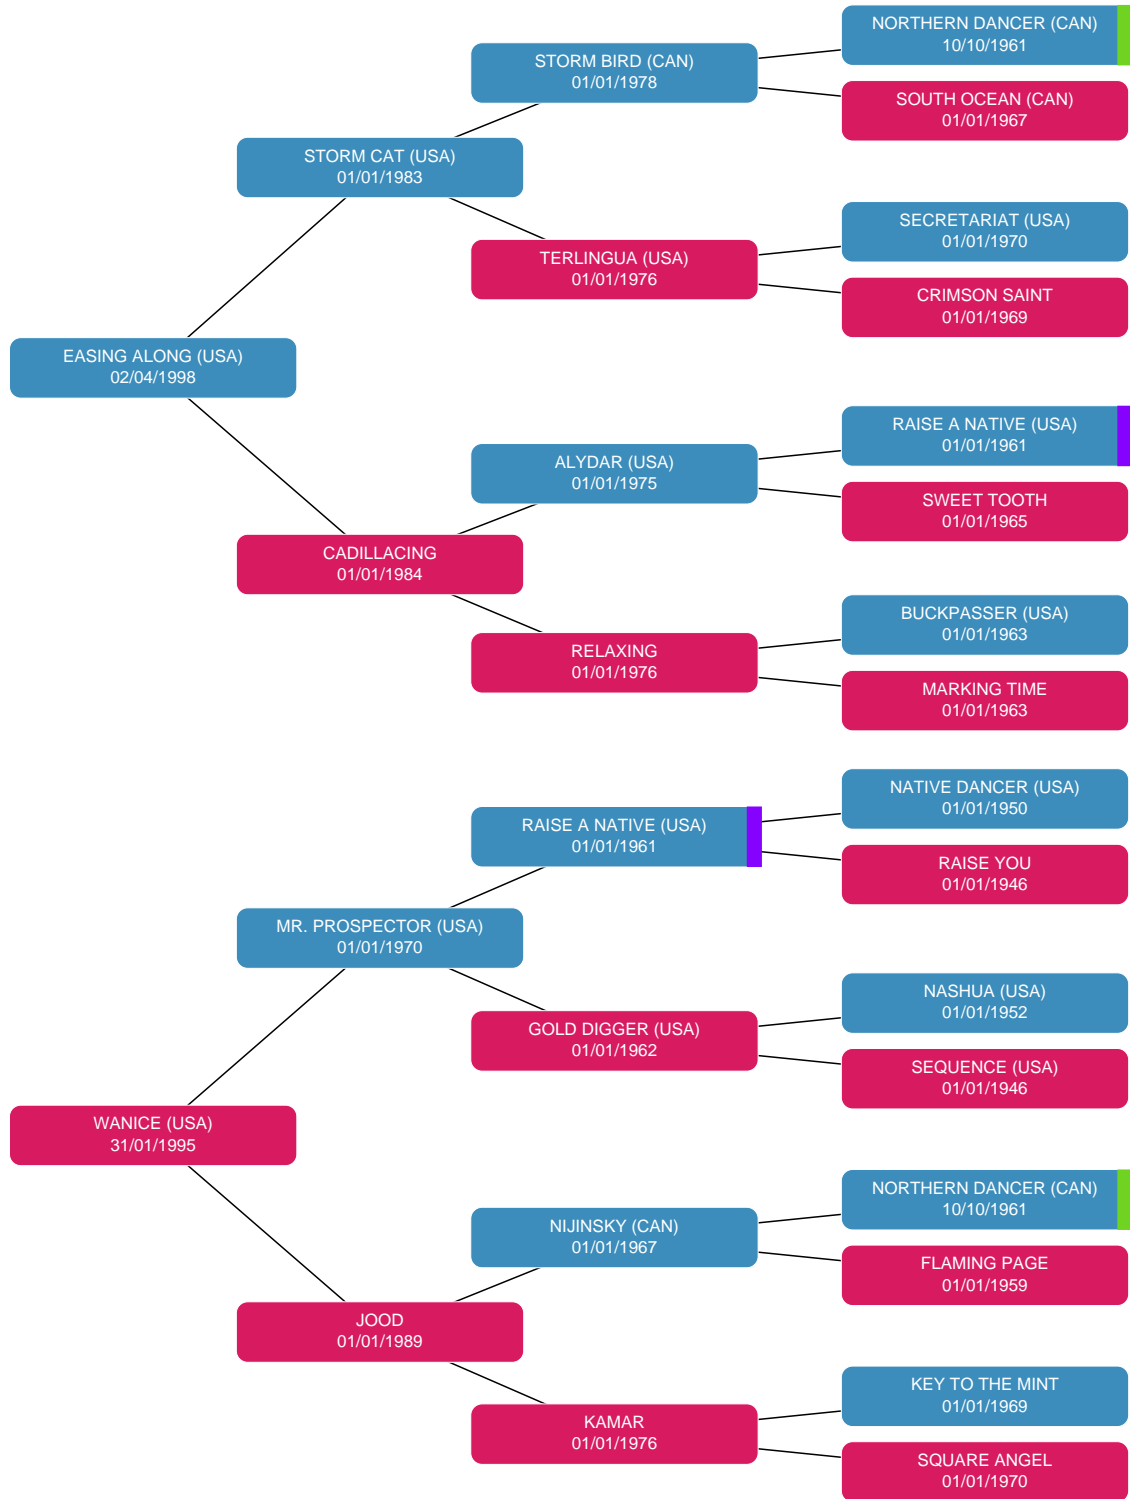 NORTHERN DANCER (CAN)
10/10/1961
STORM BIRD (CAN)
01/01/1978
SOUTH OCEAN (CAN)
01/01/1967
STORM CAT (USA)
01/01/1983
SECRETARIAT (USA)
01/01/1970
TERLINGUA (USA)
01/01/1976
CRIMSON SAINT
01/01/1969
EASING ALONG (USA)
02/04/1998
RAISE A NATIVE (USA)
01/01/1961
ALYDAR (USA)
01/01/1975
SWEET TOOTH
01/01/1965
CADILLACING
01/01/1984
BUCKPASSER (USA)
01/01/1963
RELAXING
01/01/1976
MARKING TIME
01/01/1963
NATIVE DANCER (USA)
01/01/1950
RAISE A NATIVE (USA)
01/01/1961
RAISE YOU
01/01/1946
MR. PROSPECTOR (USA)
01/01/1970
NASHUA (USA)
01/01/1952
GOLD DIGGER (USA)
01/01/1962
SEQUENCE (USA)
01/01/1946
WANICE (USA)
31/01/1995
NORTHERN DANCER (CAN)
10/10/1961
NIJINSKY (CAN)
01/01/1967
FLAMING PAGE
01/01/1959
JOOD
01/01/1989
KEY TO THE MINT
01/01/1969
KAMAR
01/01/1976
SQUARE ANGEL
01/01/1970